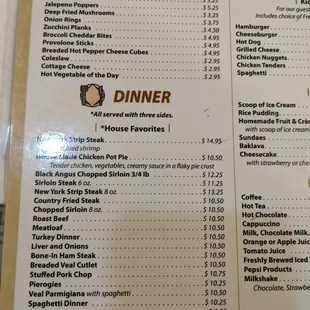 Jalepeno Poppers
Deep Fried Mushrooms $ 5.25
Onion Rings $ 3.75
Zucchini Planks $ 4.50
Broccoli Cheddar Bites $ 4.95
Provolone Sticks $ 4.95
Breaded Hot Pepper Cheese Cubes $ 4.95
Coleslaw $ 2.95
Cottage Cheese $ 2.95
Hot Vegetable of the Day $ 2.95
DINNER
*All served with three sides.
*House Favorites
Strip Steak $ 14.95
shrimp
Made Chicken Pot Pie $ 10.50
Tender chicken, vegetables, creamy sauce in a flaky pie crust
Black Angus Chopped Sirloin 3/4 lb $ 12.25
Sirloin Steak 6 oz. $ 11.25
New York Strip Steak 8 oz. $ 13.25
Country Fried Steak $ 10.50
Chopped Sirloin 8 oz. $ 10.50
Roast Beef $ 10.50
Meatloaf $ 10.50
Turkey Dinner $ 10.50
Liver and Onions $ 10.50
Bone-In Ham Steak $ 10.50
Breaded Veal Cutlet $ 10.50
Stuffed Pork Chop $ 10.75
Pierogies $ 10.25
Veal Parmigiana with spaghetti $ 10.50
Spaghetti Dinner $ 10.25
For our gues
Includes choice of Fre
Hamburger
Cheeseburger
Hot Dog
Grilled Cheese
Chicken Nuggets
Chicken Tenders
Spaghetti
Scoop of Ice Cream
Rice Pudding
Homemade Fruit & Crè
with scoop of ice cream
Sundaes
Baklava
Cheesecake
with strawberry or che
Coffee
Hot Tea
Hot Chocolate
Cappuccino
Milk, Chocolate Milk,
Orange or Apple Juice
Tomato Juice
Freshly Brewed Iced
Pepsi Products
Milkshake
Chocolate, Strawbe